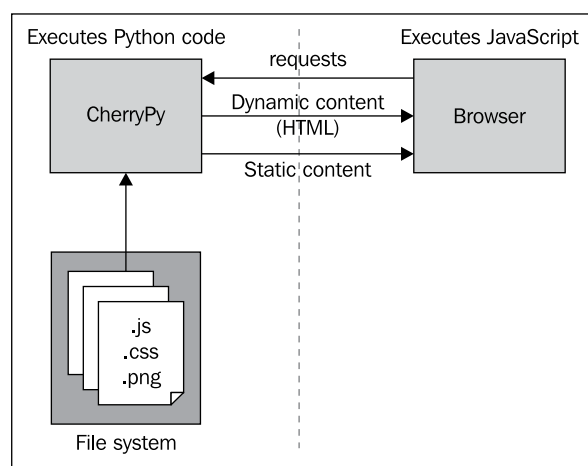 Executes Python code
Executes JavaScript
requests
CherryPy
Dynamic content
(HTML)
Browser
Static content
.js
.css
.png
File system